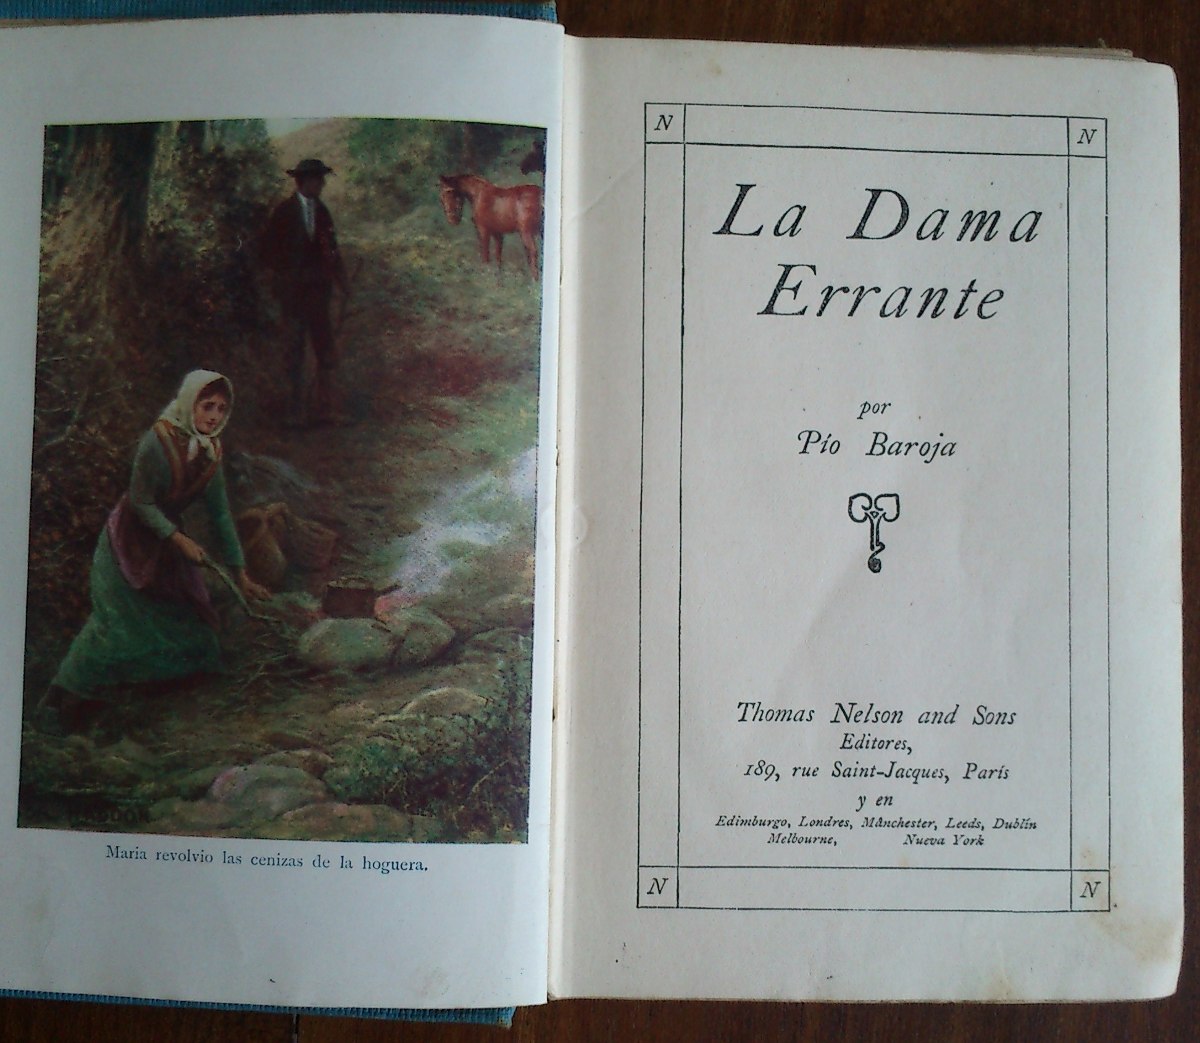 Maria revolvio las cenizas de la hoguera.
N
N
La Dama
Errante
por
Pío Baroja
Thomas Nelson and Sons
Editores,
189, rue Saint-Jacques, París
y en
Edimburgo, Londres, Mánchester, Leeds, Dublín
Melbourne, Nueva York
N
N